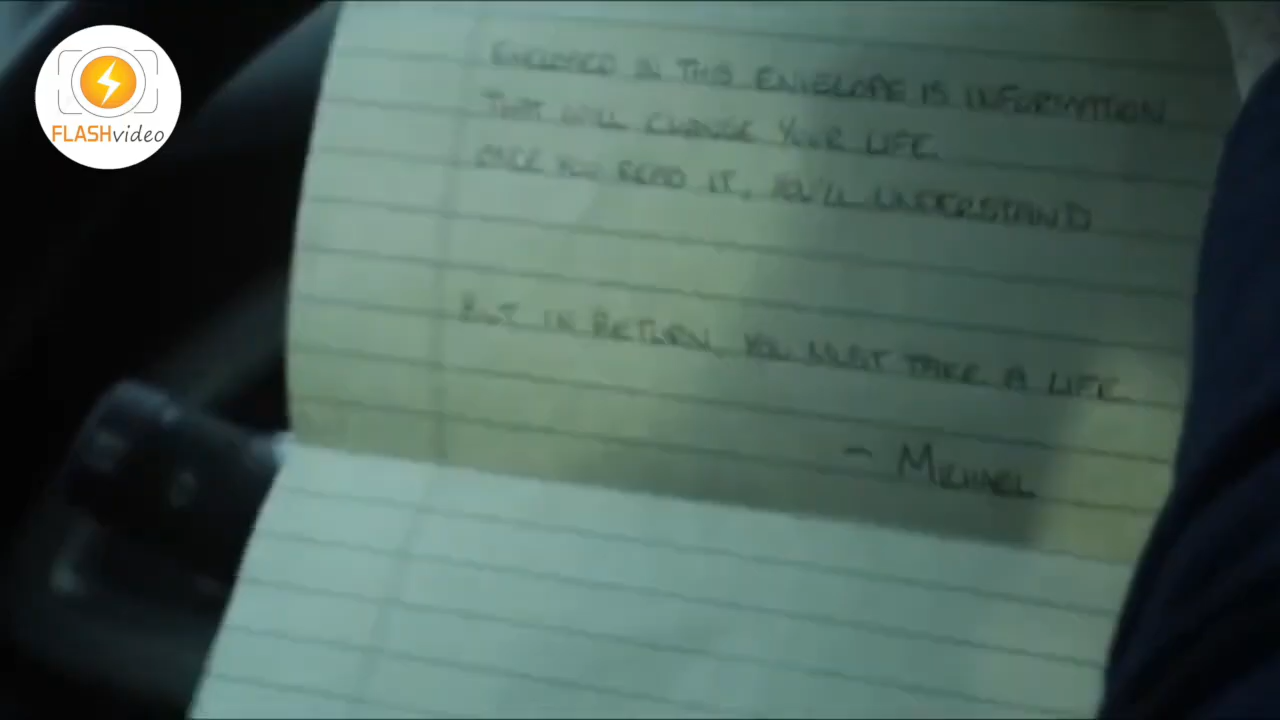 FLASHvideo
ENCLOSED IN THIS ENVELOPE IS INFORMATION
THAT WILL CHANGE YOUR LIFE.
ONCE YOU READ IT, YOU'LL UNDERSTAND
BUT IN RETURN, YOU MUST TAKE A LIFE.
- MICHAEL